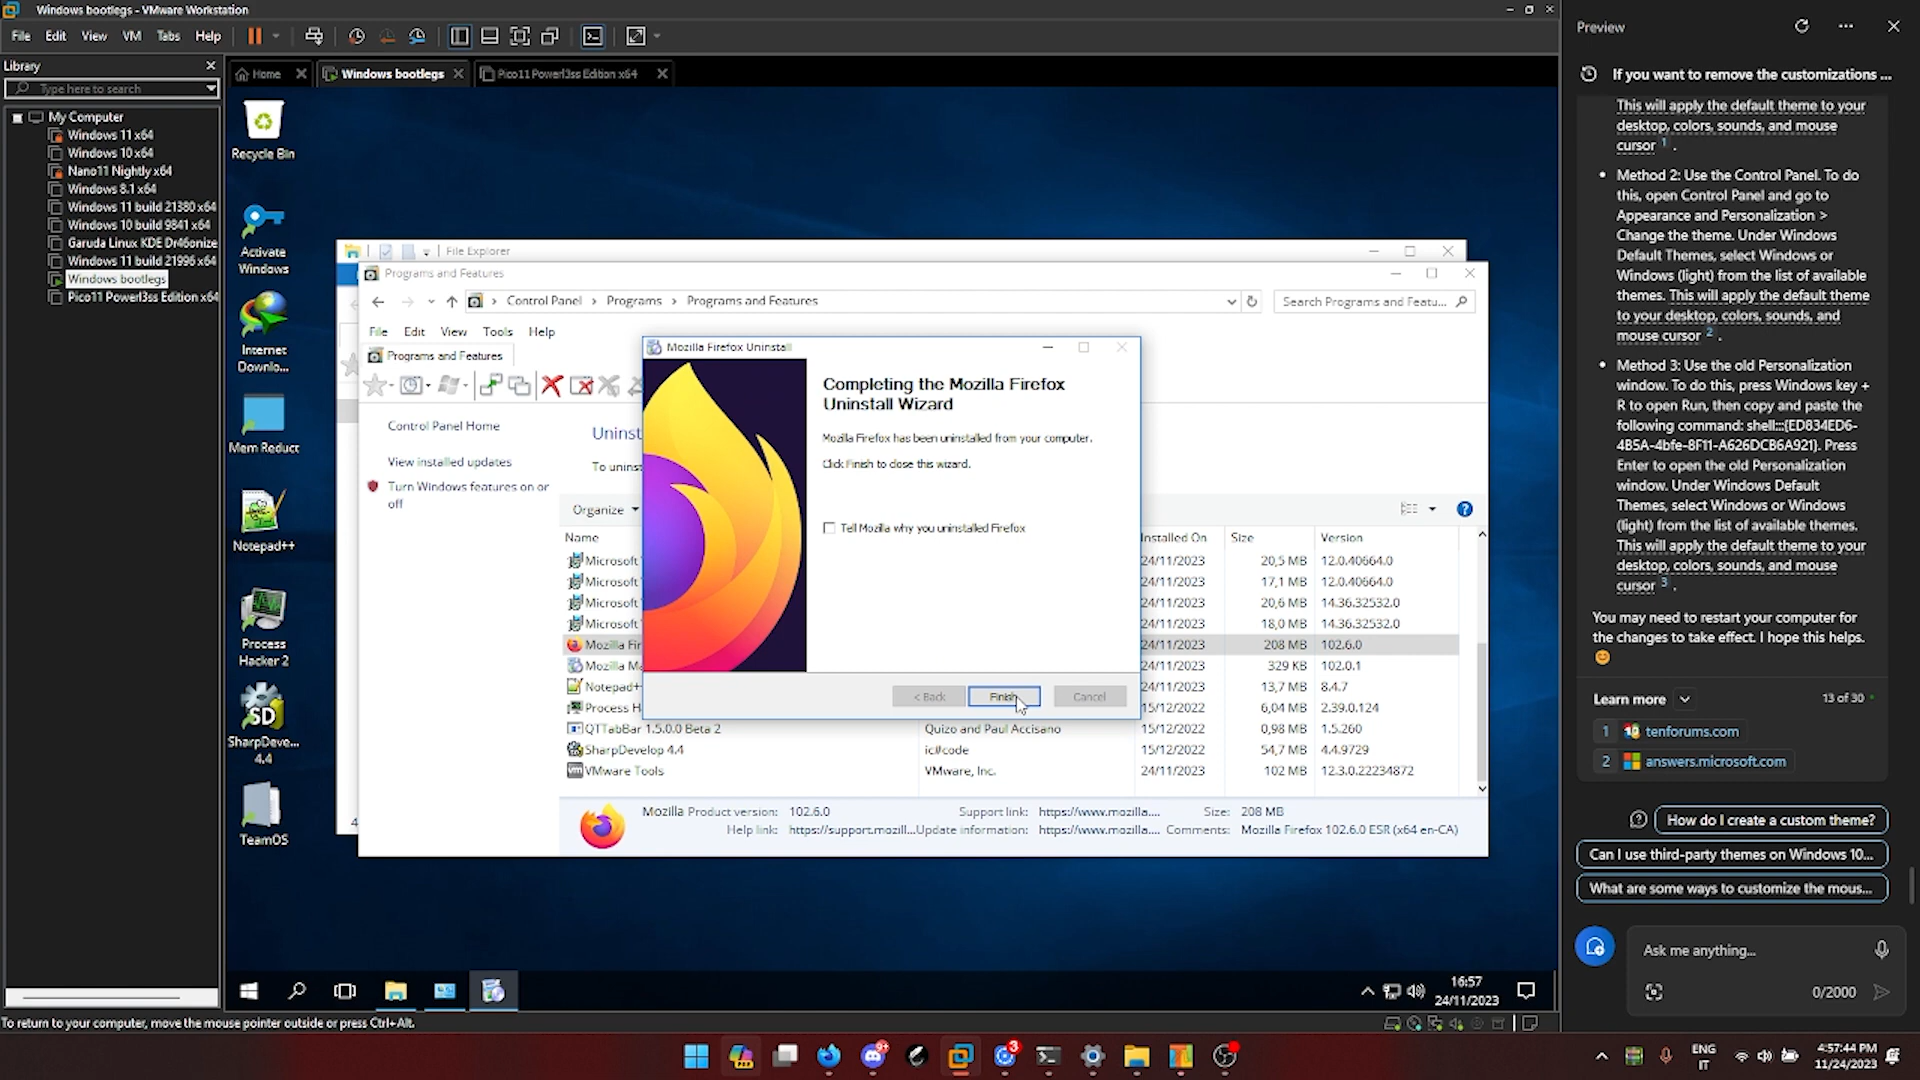 Windows bootlegs - VMware Workstation
File Edit View VM Tabs Help
Library
Type here to search
My Computer
Windows 11 x64
Windows 10 x64
Nano11 Nightly x64
Windows 8.1 x64
Windows 11 build 21380 x64
Windows 10 build 9841 x64
Garuda Linux KDE Dr46onize
Windows 11 build 21996 x64
Windows bootlegs
Pico11 Powerl3ss Edition x64
Home
Windows bootlegs
Pico11 Powerl3ss Edition x64
Recycle Bin
Activate
Windows
Internet
Downlo...
Mem Reduct
Notepad++
Process
Hacker 2
SharpDeve...
4.4
TeamOS
File Explorer
Programs and Features
Control Panel > Programs > Programs and Features
Search Programs and Featu...
File Edit View Tools Help
Programs and Features
Control Panel Home
View installed updates
Turn Windows features on or
off
Uninst
To unins
Organize
Name
Installed On
Size
Version
Microsoft
24/11/2023
20,5 MB
12.0.40664.0
Microsoft
24/11/2023
17,1 MB
12.0.40664.0
Microsoft
24/11/2023
20,6 MB
14.36.32532.0
Microsoft
24/11/2023
18,0 MB
14.36.32532.0
Mozilla Fir
24/11/2023
208 MB
102.6.0
Mozilla Ma
24/11/2023
329 KB
102.0.1
Notepad+
24/11/2023
13,7 MB
8.4.7
Process H
15/12/2022
6,04 MB
2.39.0.124
QTTabBar 1.5.0.0 Beta 2
Quizo and Paul Accisano
15/12/2022
0,98 MB
1.5.260
SharpDevelop 4.4
ic#code
15/12/2022
54,7 MB
4.4.9729
VMware Tools
VMware, Inc.
24/11/2023
102 MB
12.3.0.22234872
Mozilla Product version: 102.6.0
Support link: https://www.mozilla....
Size: 208 MB
Help link: https://support.mozill...
Update information: https://www.mozilla....
Comments: Mozilla Firefox 102.6.0 ESR (x64 en-CA)
Mozilla Firefox Uninstall
Completing the Mozilla Firefox
Uninstall Wizard
Mozilla Firefox has been uninstalled from your computer.
Click Finish to close this wizard.
Tell Mozilla why you uninstalled Firefox
< Back
Finish
Cancel
16:57
24/11/2023
To return to your computer, move the mouse pointer outside or press Ctrl+Alt.
Preview
If you want to remove the customizations ...
This will apply the default theme to your
desktop, colors, sounds, and mouse
cursor 1 .
• Method 2: Use the Control Panel. To do
this, open Control Panel and go to
Appearance and Personalization >
Change the theme. Under Windows
Default Themes, select Windows or
Windows (light) from the list of available
themes. This will apply the default theme
to your desktop, colors, sounds, and
mouse cursor 2 .
• Method 3: Use the old Personalization
window. To do this, press Windows key +
R to open Run, then copy and paste the
following command: shell:::{ED834ED6-
4B5A-4bfe-8F11-A626DCB6A921}. Press
Enter to open the old Personalization
window. Under Windows Default
Themes, select Windows or Windows
(light) from the list of available themes.
This will apply the default theme to your
desktop, colors, sounds, and mouse
cursor 3 .
You may need to restart your computer for
the changes to take effect. I hope this helps.
Learn more
13 of 30
1 tenforums.com
2 answers.microsoft.com
How do I create a custom theme?
Can I use third-party themes on Windows 10...
What are some ways to customize the mous...
Ask me anything...
0/2000
9+
3
ENG
IT
4:57:44 PM
11/24/2023